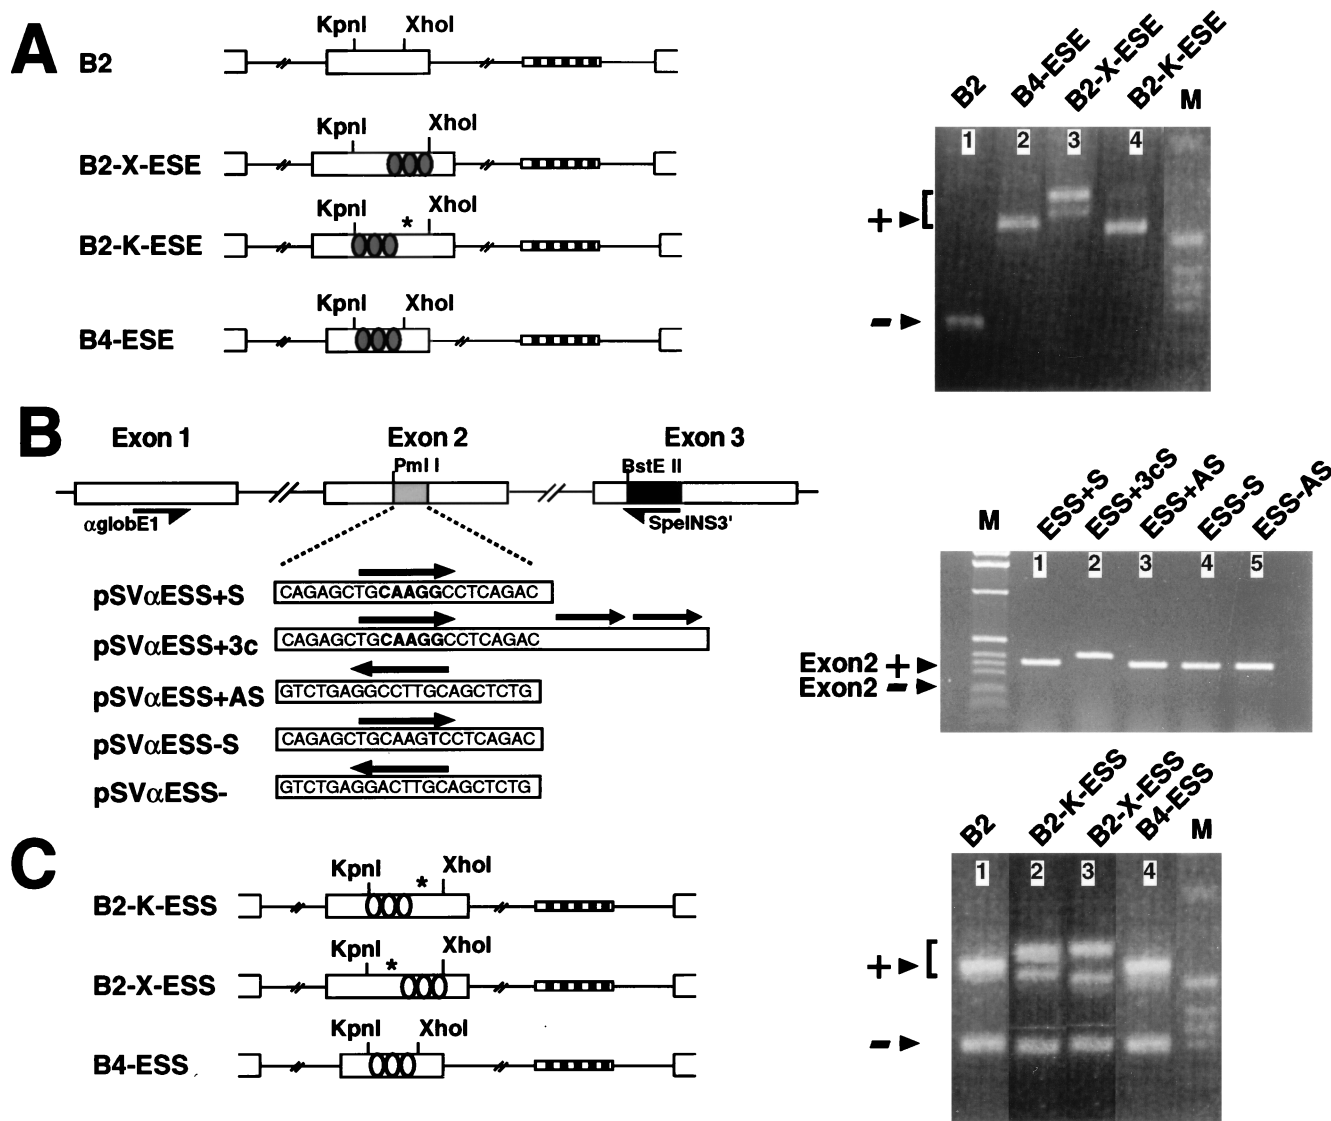 A
KpnI XhoI
B2
KpnI XhoI
B2-X-ESE
KpnI * XhoI
B2-K-ESE
KpnI XhoI
B4-ESE
B2 B4-ESE B2-X-ESE B2-K-ESE M
1 2 3 4
+
-
B
Exon 1 Exon 2 Exon 3
Pml I BstE II
αglobE1 SpeINS3'
pSVαESS+S CAGAGCTGCAAGGCCTCAGAC
pSVαESS+3c CAGAGCTGCAAGGCCTCAGAC
pSVαESS+AS GTCTGAGGCCTTGCAGCTCTG
pSVαESS-S CAGAGCTGCAAGTCCTCAGAC
pSVαESS- GTCTGAGGACTTGCAGCTCTG
M ESS+S ESS+3cS ESS+AS ESS-S ESS-AS
1 2 3 4 5
Exon2 +
Exon2 -
C
KpnI * XhoI
B2-K-ESS
KpnI * XhoI
B2-X-ESS
KpnI XhoI
B4-ESS
B2 B2-K-ESS B2-X-ESS B4-ESS M
1 2 3 4
+
-